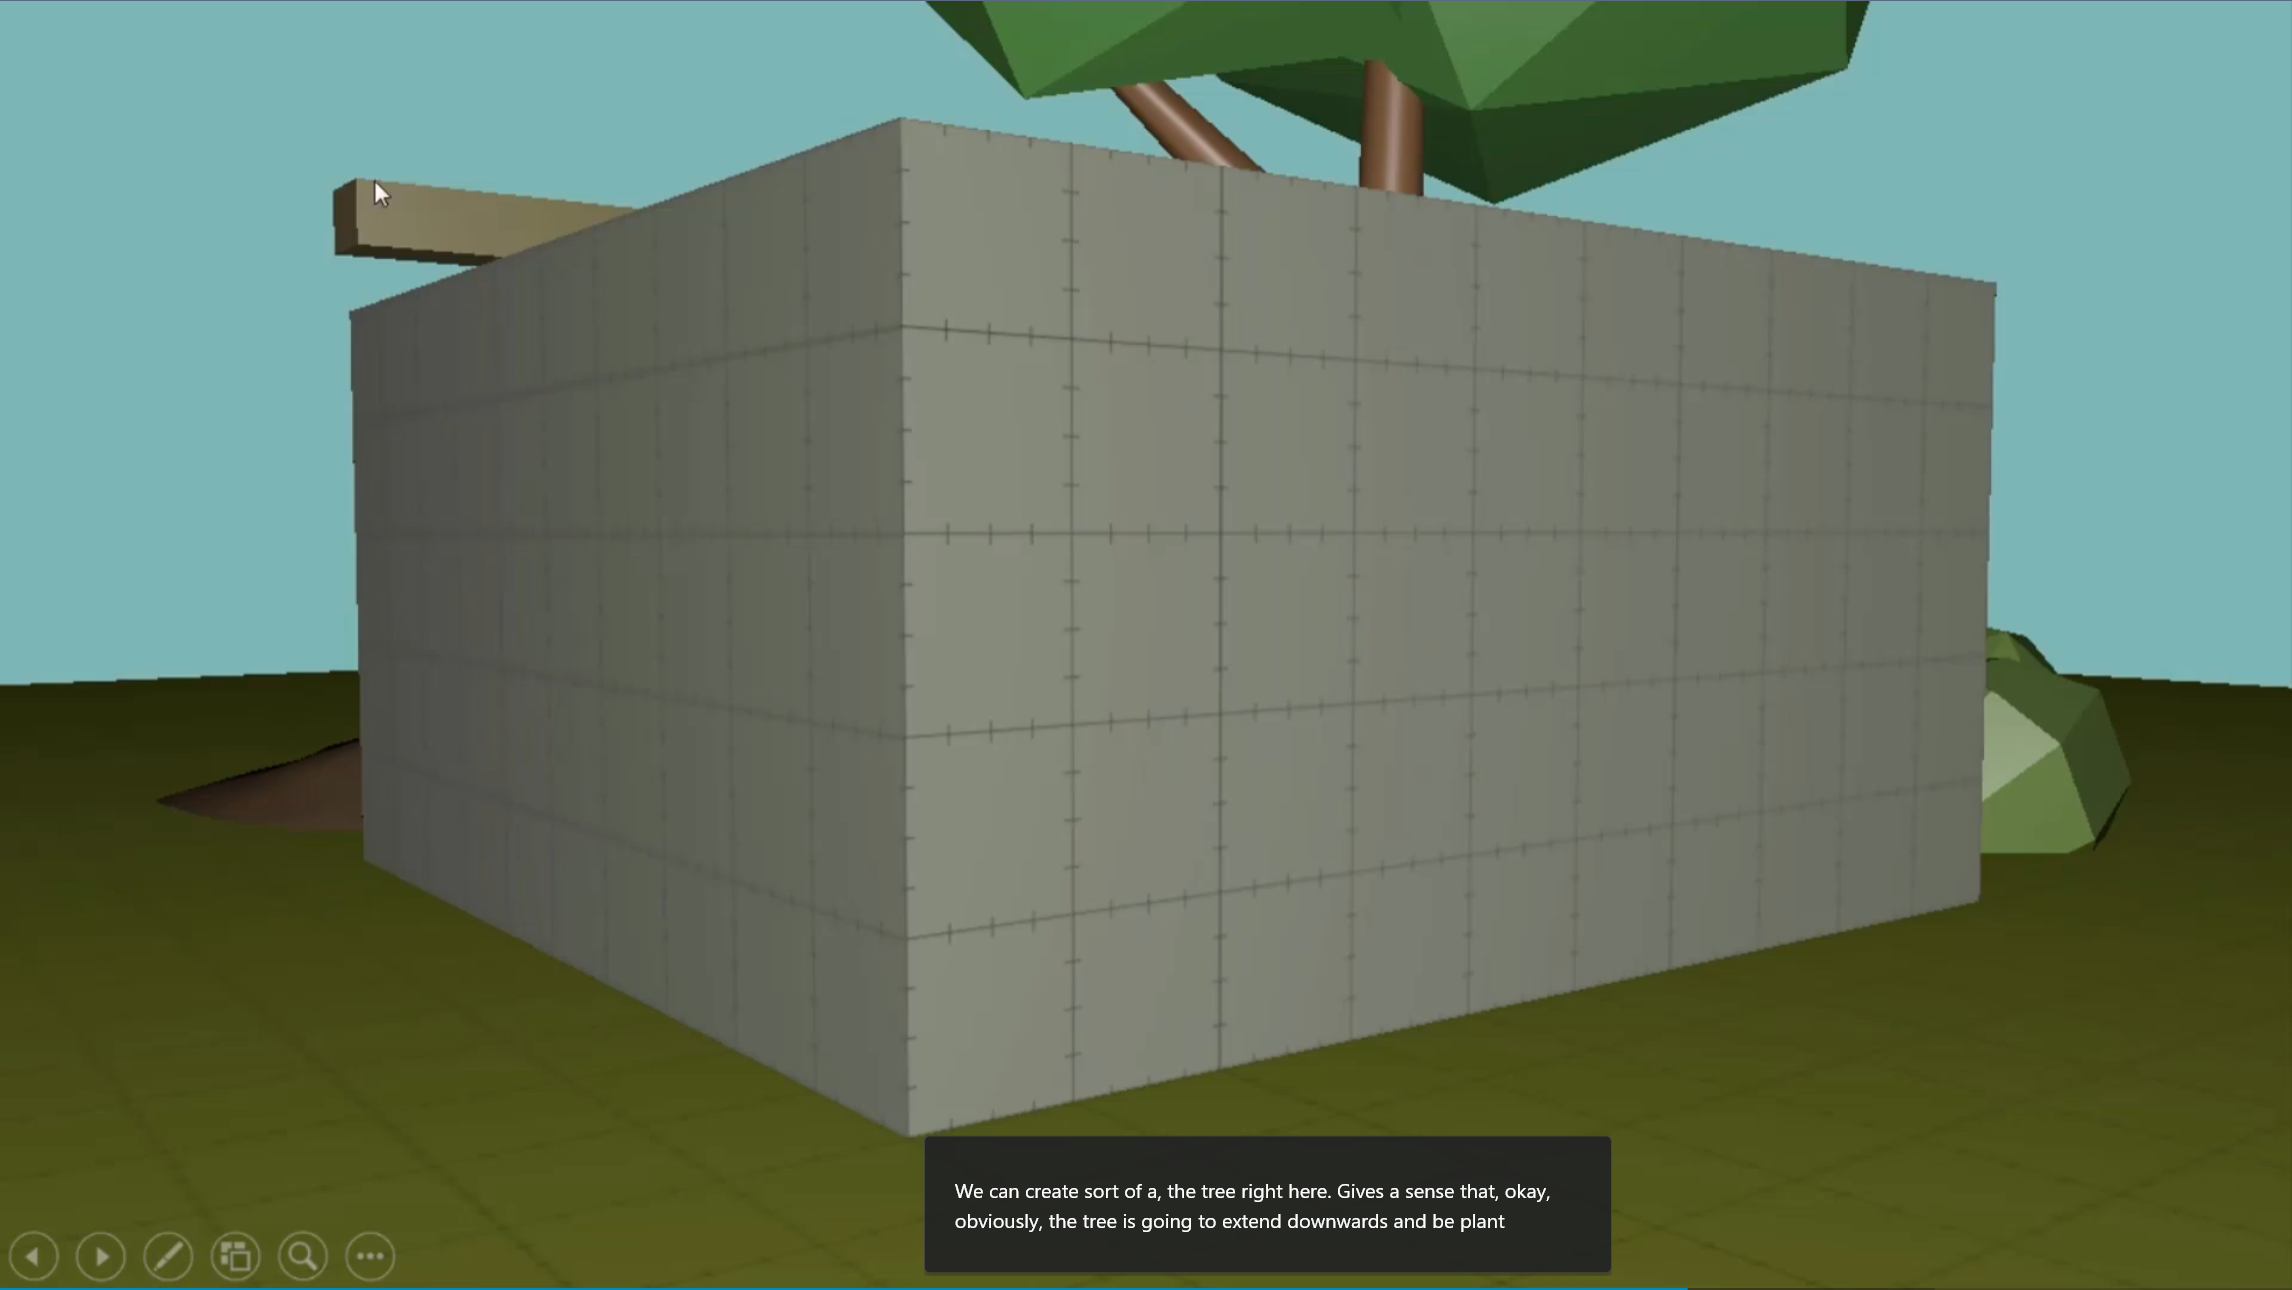 We can create sort of a, the tree right here. Gives a sense that, okay,
obviously, the tree is going to extend downwards and be plant